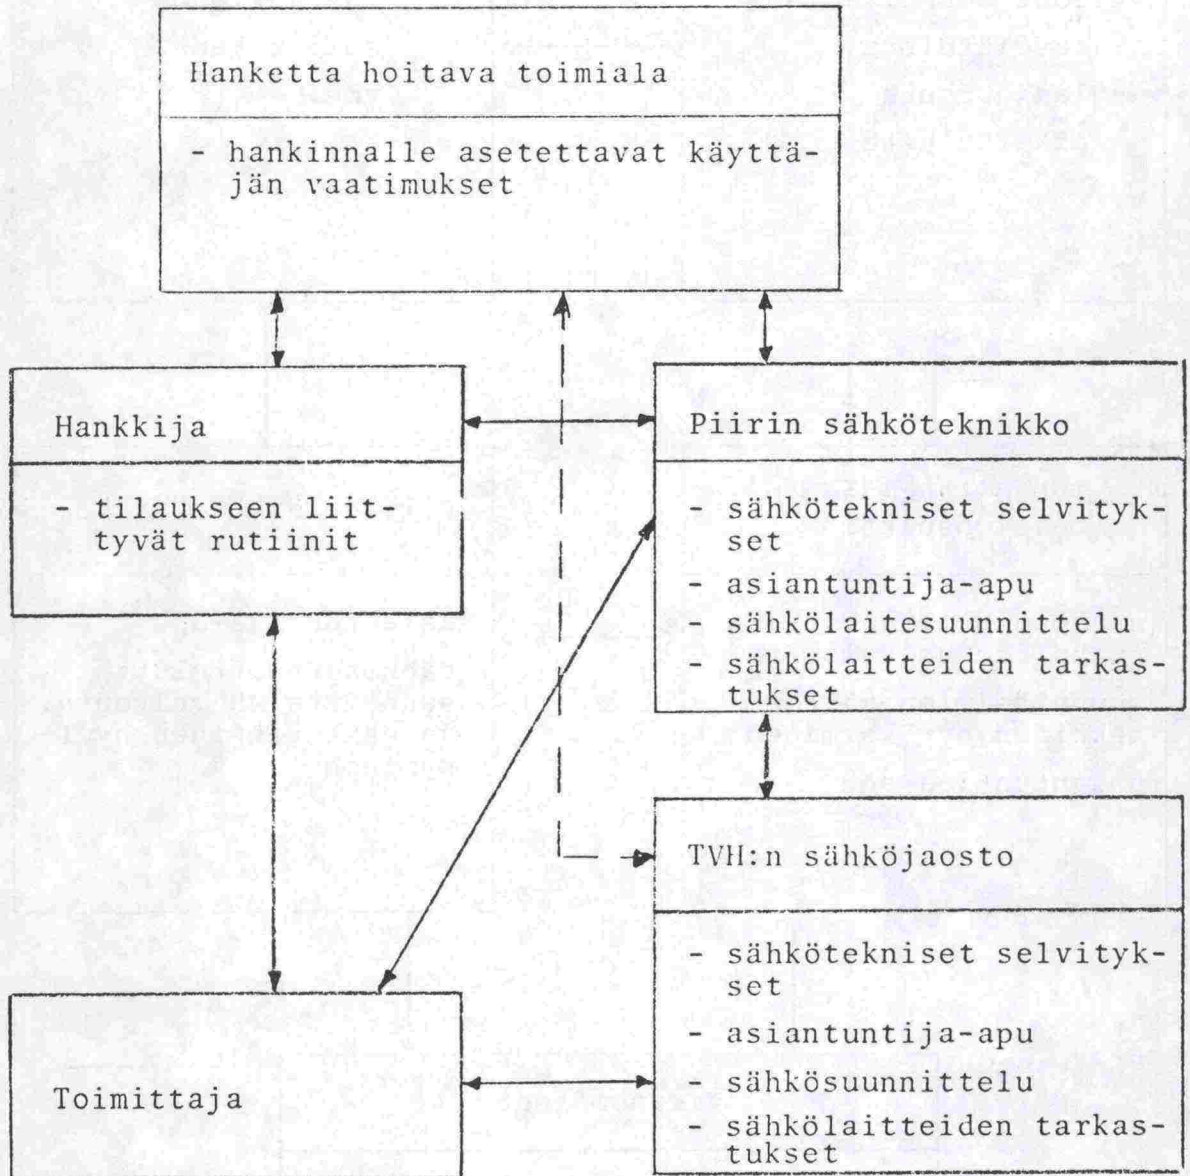 Hanketta hoitava toimiala
- hankinnalle asetettavat käyttä-
jän vaatimukset
Hankkija
- tilaukseen liit-
tyvät rutiinit
Piirin sähköteknikko
- sähkötekniset selvityk-
set
- asiantuntija-apu
- sähkölaitesuunnittelu
- sähkölaitteiden tarkas-
tukset
TVH:n sähköjaosto
- sähkötekniset selvityk-
set
- asiantuntija-apu
- sähkösuunnittelu
- sähkölaitteiden tarkas-
tukset
Toimittaja